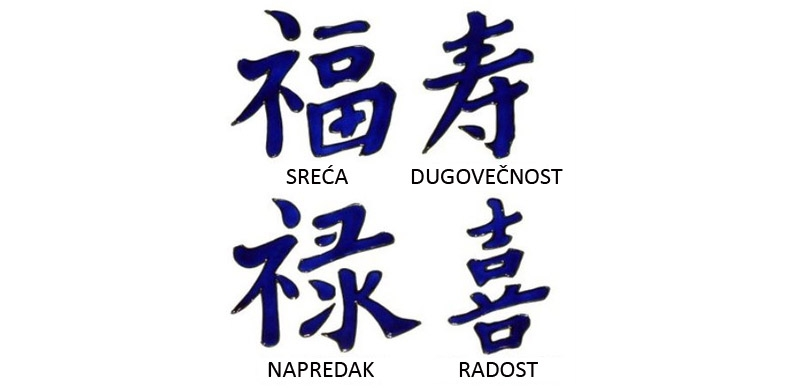 福 寿
SREĆA DUGOVEČNOST
禄 喜
NAPREDAK RADOST